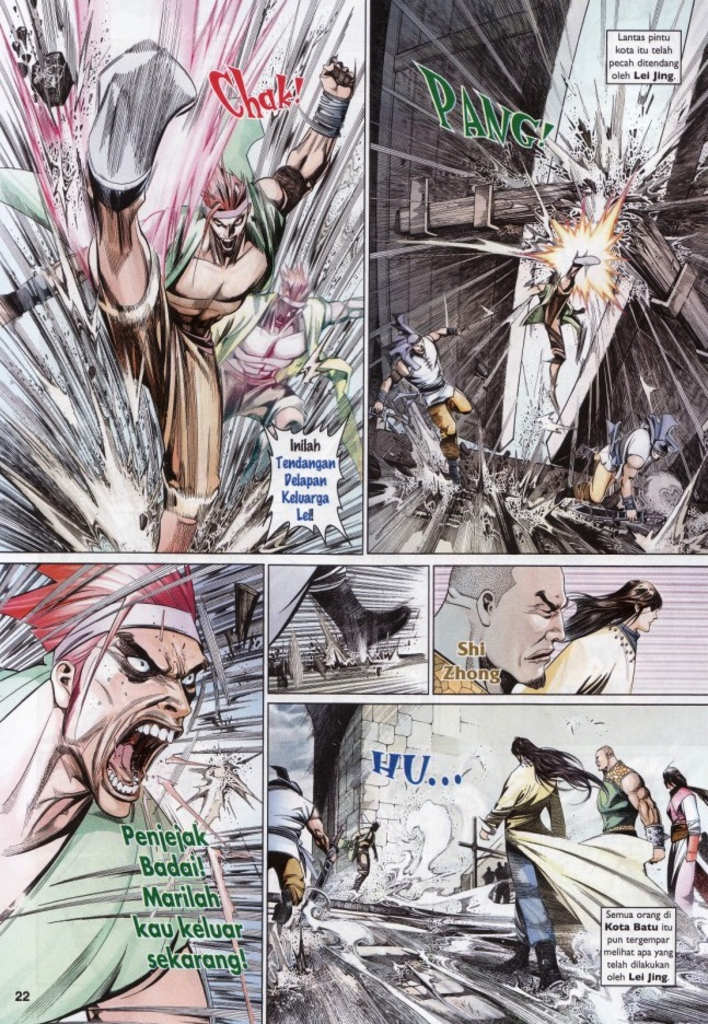 Chak!
Inilah
Tendangan
Delapan
Keluarga
Lei!
Lantas pintu
kota itu telah
pecah ditendang
oleh Lei Jing.
PANG!
Penjejak
Badai!
Marilah
kau keluar
sekarang!
Shi
Zhong
HU...
Semua orang di
Kota Batu itu
pun tergempar
melihat apa yang
telah dilakukan
oleh Lei Jing.
22